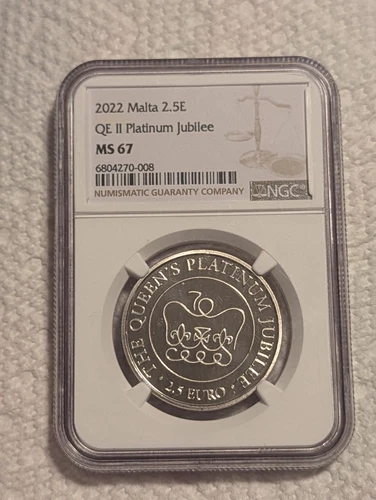 2022 Malta 2.5E
QE II Platinum Jubilee
MS 67
6804270-008
NUMISMATIC GUARANTY COMPANY
NGC
70
THE QUEEN'S PLATINUM JUBILEE
2.5 EURO